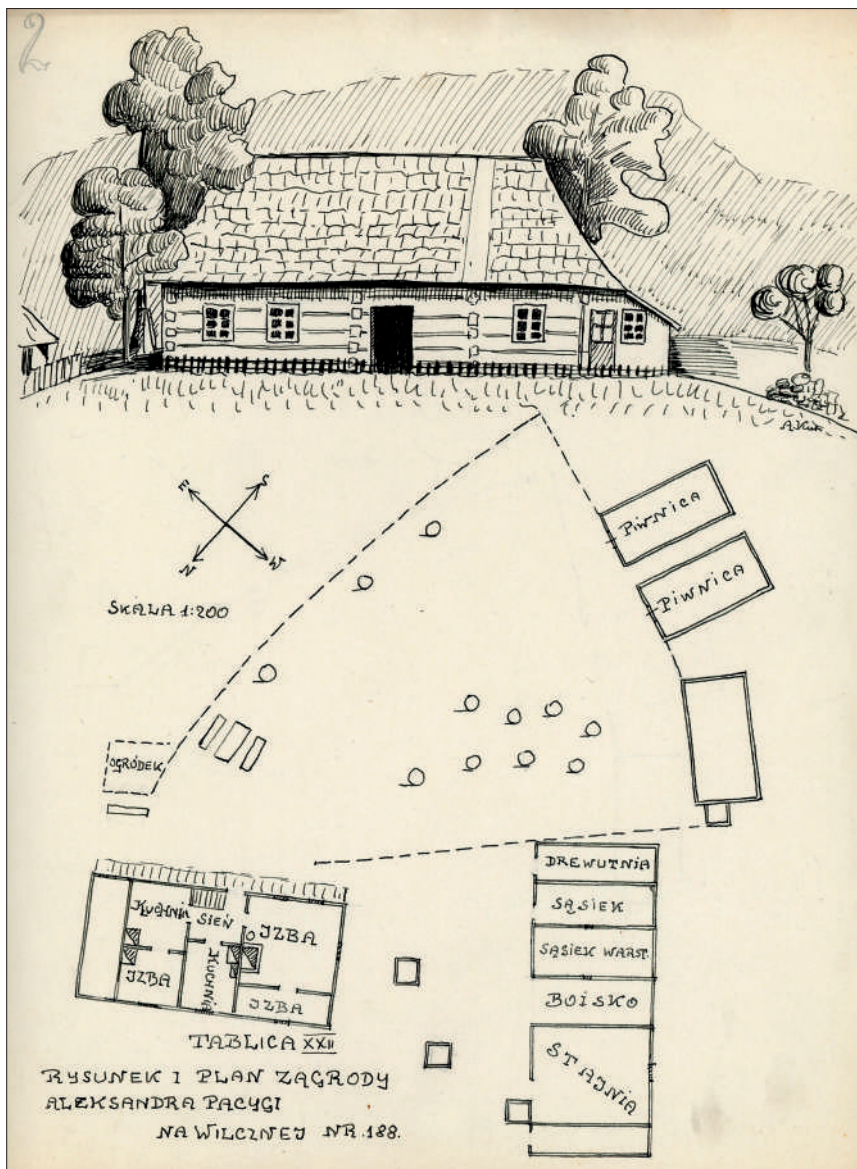 2
E
S
N
W
SKALA 1:200
PIWNICA
PIWNICA
OGRÓDEK
DREWUTNIA
SĄSIEK
SĄSIEK WARST.
BOISKO
STAJNIA
KUCHNIA
SIEŃ
IZBA
IZBA
KUCHNIA
IZBA
TABLICA XXII
RYSUNEK I PLAN ZAGRODY
ALEKSANDRA PACYGI
NA WILCZNEJ NR.188.